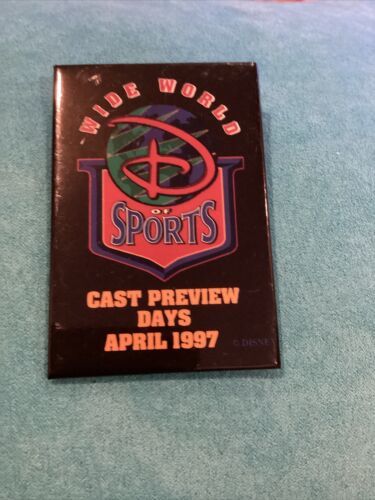 WIDE WORLD
D
OF
SPORTS
CAST PREVIEW
DAYS
APRIL 1997
© DISNEY